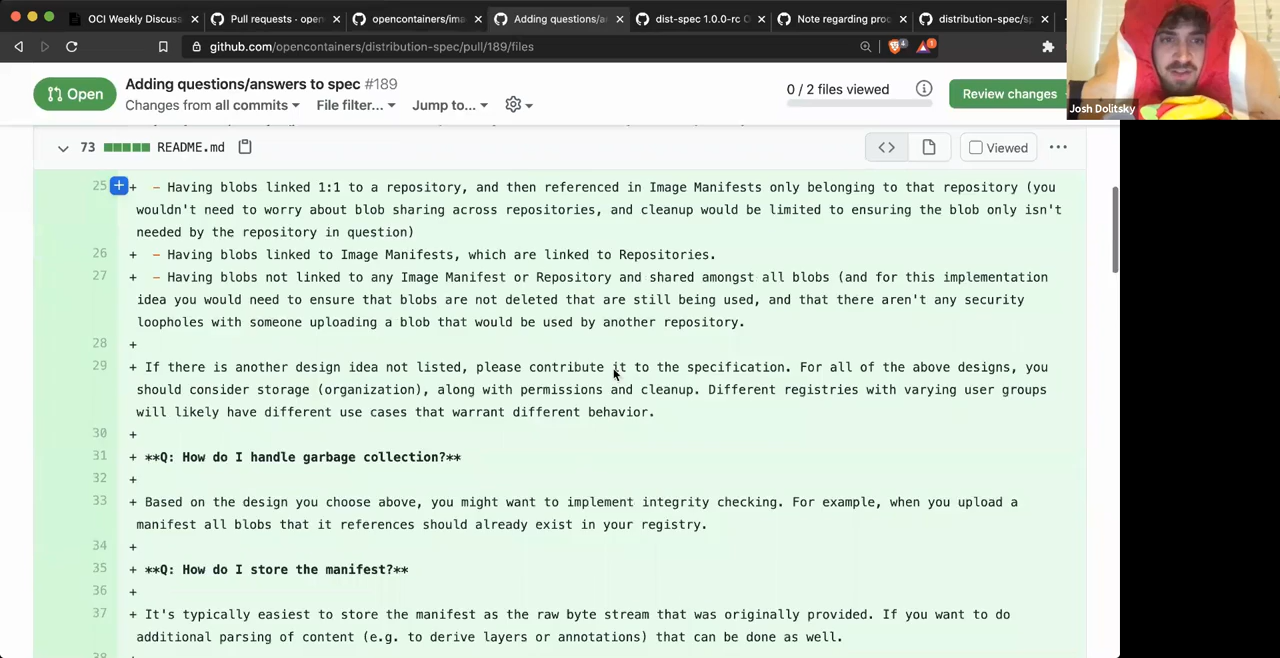 OCI Weekly Discuss
Pull requests · open
opencontainers/ima
Adding questions/a
dist-spec 1.0.0-rc
Note regarding pro
distribution-spec/s
github.com/opencontainers/distribution-spec/pull/189/files
4
1
Open
Adding questions/answers to spec #189
Changes from all commits
File filter...
Jump to...
0 / 2 files viewed
Review changes
Josh Dolitsky
73
README.md
Viewed
25 + - Having blobs linked 1:1 to a repository, and then referenced in Image Manifests only belonging to that repository (you
wouldn't need to worry about blob sharing across repositories, and cleanup would be limited to ensuring the blob only isn't
needed by the repository in question)
26 + - Having blobs linked to Image Manifests, which are linked to Repositories.
27 + - Having blobs not linked to any Image Manifest or Repository and shared amongst all blobs (and for this implementation
idea you would need to ensure that blobs are not deleted that are still being used, and that there aren't any security
loopholes with someone uploading a blob that would be used by another repository.
28 +
29 + If there is another design idea not listed, please contribute it to the specification. For all of the above designs, you
should consider storage (organization), along with permissions and cleanup. Different registries with varying user groups
will likely have different use cases that warrant different behavior.
30 +
31 + **Q: How do I handle garbage collection?**
32 +
33 + Based on the design you choose above, you might want to implement integrity checking. For example, when you upload a
manifest all blobs that it references should already exist in your registry.
34 +
35 + **Q: How do I store the manifest?**
36 +
37 + It's typically easiest to store the manifest as the raw byte stream that was originally provided. If you want to do
additional parsing of content (e.g. to derive layers or annotations) that can be done as well.